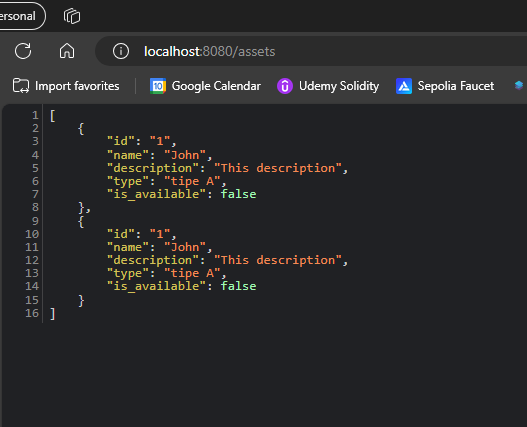 ersonal
localhost:8080/assets
Import favorites Google Calendar Udemy Solidity Sepolia Faucet
1 [
2 {
3 "id": "1",
4 "name": "John",
5 "description": "This description",
6 "type": "tipe A",
7 "is_available": false
8 },
9 {
10 "id": "1",
11 "name": "John",
12 "description": "This description",
13 "type": "tipe A",
14 "is_available": false
15 }
16 ]